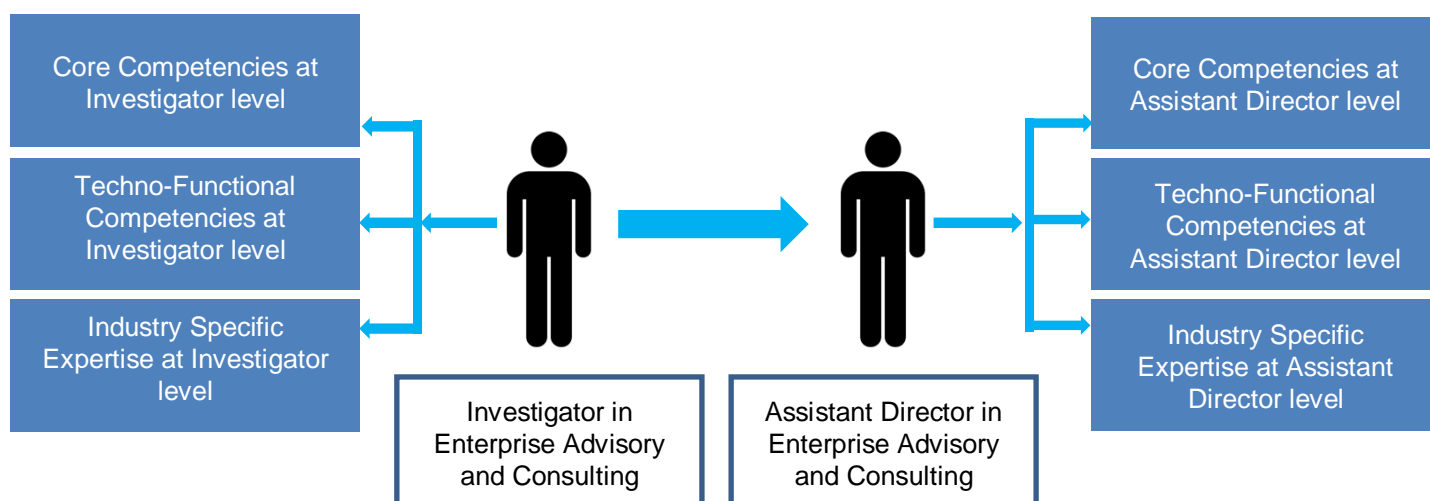 Core Competencies at
Investigator level
Techno-Functional
Competencies at
Investigator level
Industry Specific
Expertise at Investigator
level
Investigator in
Enterprise Advisory
and Consulting
Assistant Director in
Enterprise Advisory
and Consulting
Core Competencies at
Assistant Director level
Techno-Functional
Competencies at
Assistant Director level
Industry Specific
Expertise at Assistant
Director level